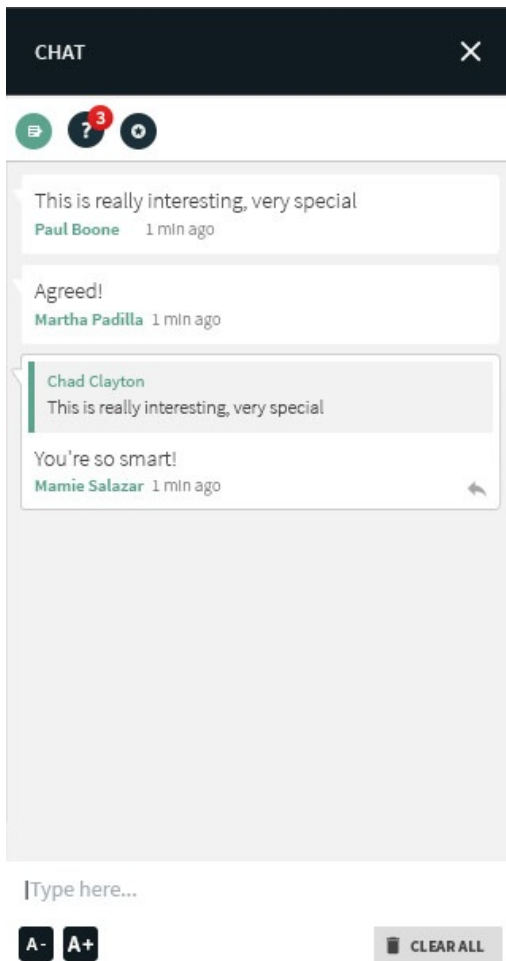 CHAT
? 3
This is really interesting, very special
Paul Boone 1 min ago
Agreed!
Martha Padilla 1 min ago
Chad Clayton
This is really interesting, very special
You're so smart!
Mamie Salazar 1 min ago
Type here...
A- A+ CLEAR ALL